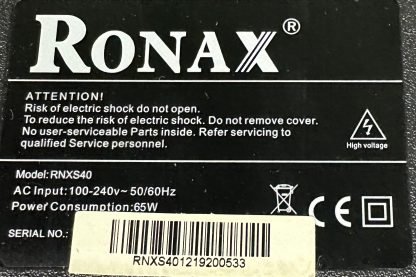 RONAX®
ATTENTION!
Risk of electric shock do not open.
To reduce the risk of electric shock. Do not remove cover.
No user-serviceable Parts inside. Refer servicing to
qualified Service personnel.
High voltage
Model:RNXS40
AC Input:100-240v~ 50/60Hz
Power Consumption:65W
CE
SERIAL NO.:
RNXS401219200533